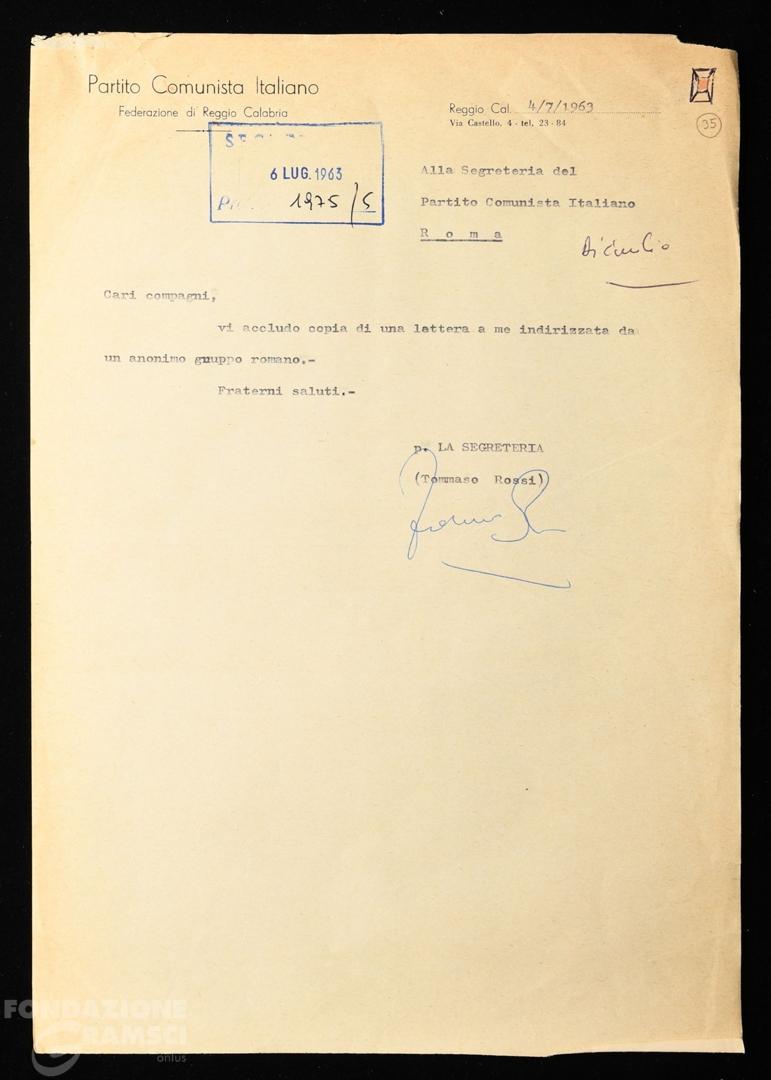 Partito Comunista Italiano
Federazione di Reggio Calabria
Reggio Cal. 4/7/1963
Via Castello, 4 - tel. 23-84
35
6 LUG. 1963
1975/5
Alla Segreteria del
Partito Comunista Italiano
R o m a
Cari compagni,
vi accludo copia di una lettera a me indirizzata da
un anonimo gruuppo romano.-
Fraterni saluti.-
p. LA SEGRETERIA
(Tommaso Rossi)
FONDAZIONE
GRAMSCI
onlus